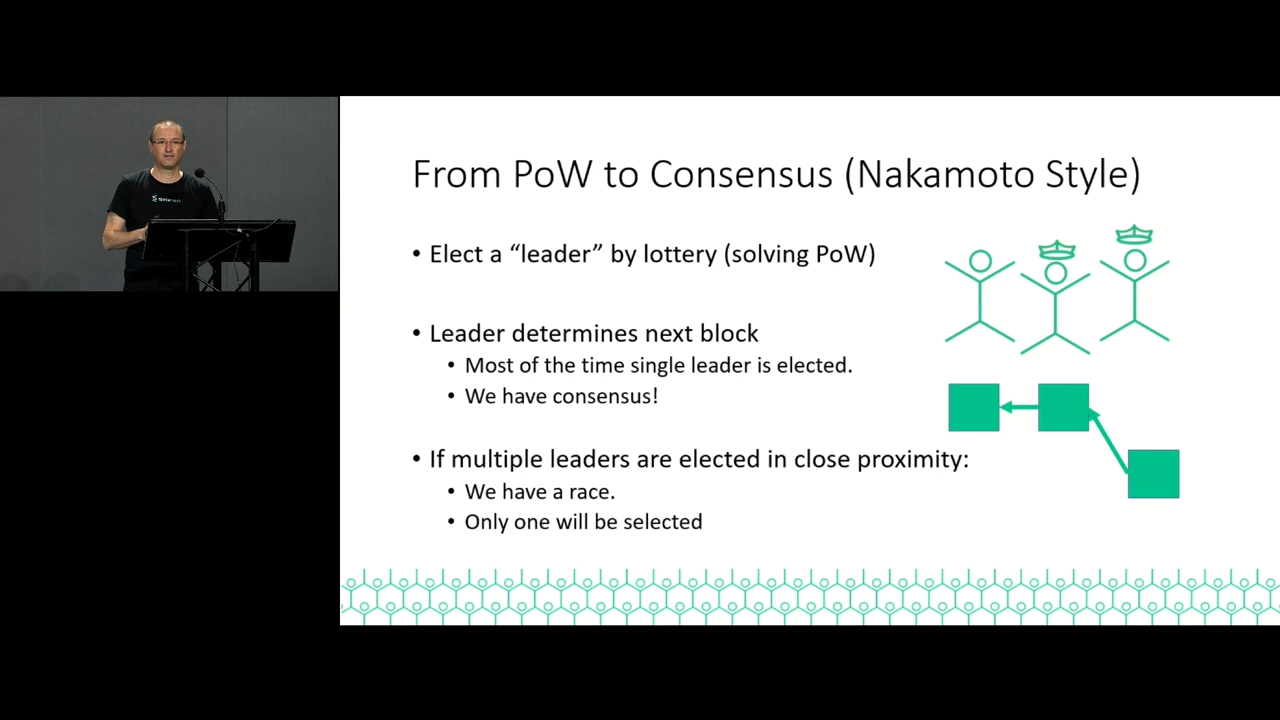 From PoW to Consensus (Nakamoto Style)
• Elect a “leader” by lottery (solving PoW)
• Leader determines next block
• Most of the time single leader is elected.
• We have consensus!
• If multiple leaders are elected in close proximity:
• We have a race.
• Only one will be selected